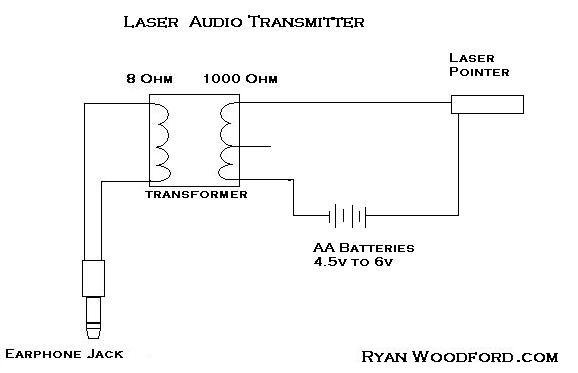 Laser Audio Transmitter
8 Ohm 1000 Ohm
Laser
Pointer
Transformer
AA Batteries
4.5v to 6v
Earphone Jack
Ryan Woodford.com